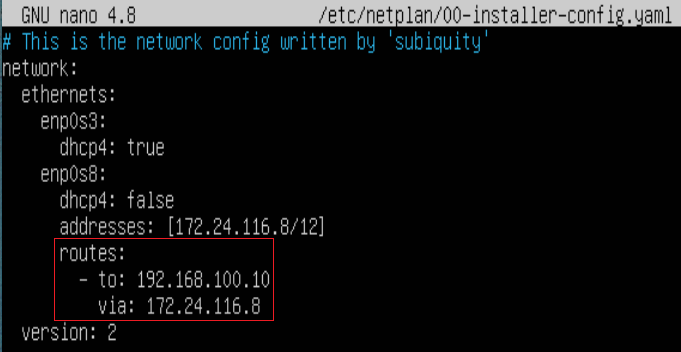 GNU nano 4.8 /etc/netplan/00-installer-config.yaml
# This is the network config written by 'subiquity'
network:
  ethernets:
    enp0s3:
      dhcp4: true
    enp0s8:
      dhcp4: false
      addresses: [172.24.116.8/12]
      routes:
        - to: 192.168.100.10
          via: 172.24.116.8
  version: 2